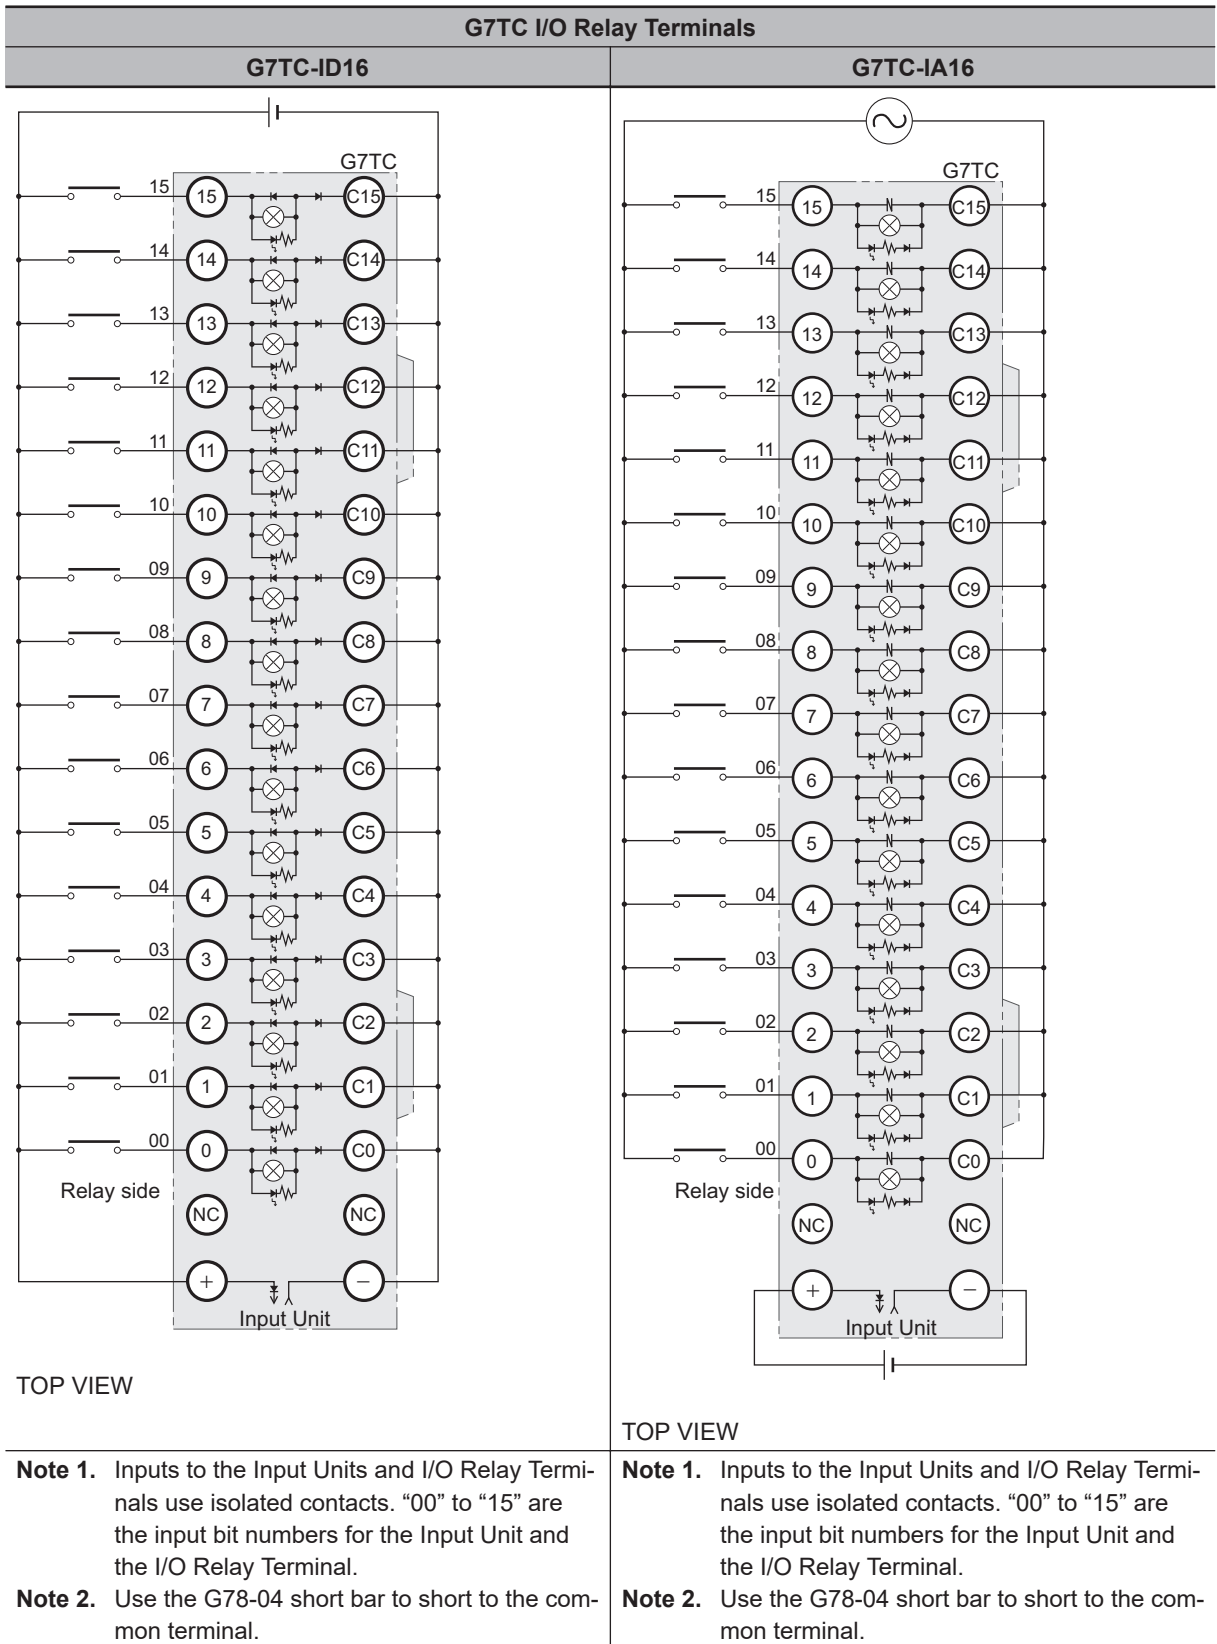 G7TC I/O Relay Terminals
G7TC-ID16
G7TC-IA16
G7TC
15 15 C15
14 14 C14
13 13 C13
12 12 C12
11 11 C11
10 10 C10
09 9 C9
08 8 C8
07 7 C7
06 6 C6
05 5 C5
04 4 C4
03 3 C3
02 2 C2
01 1 C1
00 0 C0
Relay side
NC NC
+ −
Input Unit
TOP VIEW
G7TC
15 15 C15
14 14 C14
13 13 C13
12 12 C12
11 11 C11
10 10 C10
09 9 C9
08 8 C8
07 7 C7
06 6 C6
05 5 C5
04 4 C4
03 3 C3
02 2 C2
01 1 C1
00 0 C0
Relay side
NC NC
+ −
Input Unit
TOP VIEW
Note 1. Inputs to the Input Units and I/O Relay Termi-
nals use isolated contacts. “00” to “15” are
the input bit numbers for the Input Unit and
the I/O Relay Terminal.
Note 2. Use the G78-04 short bar to short to the com-
mon terminal.
Note 1. Inputs to the Input Units and I/O Relay Termi-
nals use isolated contacts. “00” to “15” are
the input bit numbers for the Input Unit and
the I/O Relay Terminal.
Note 2. Use the G78-04 short bar to short to the com-
mon terminal.